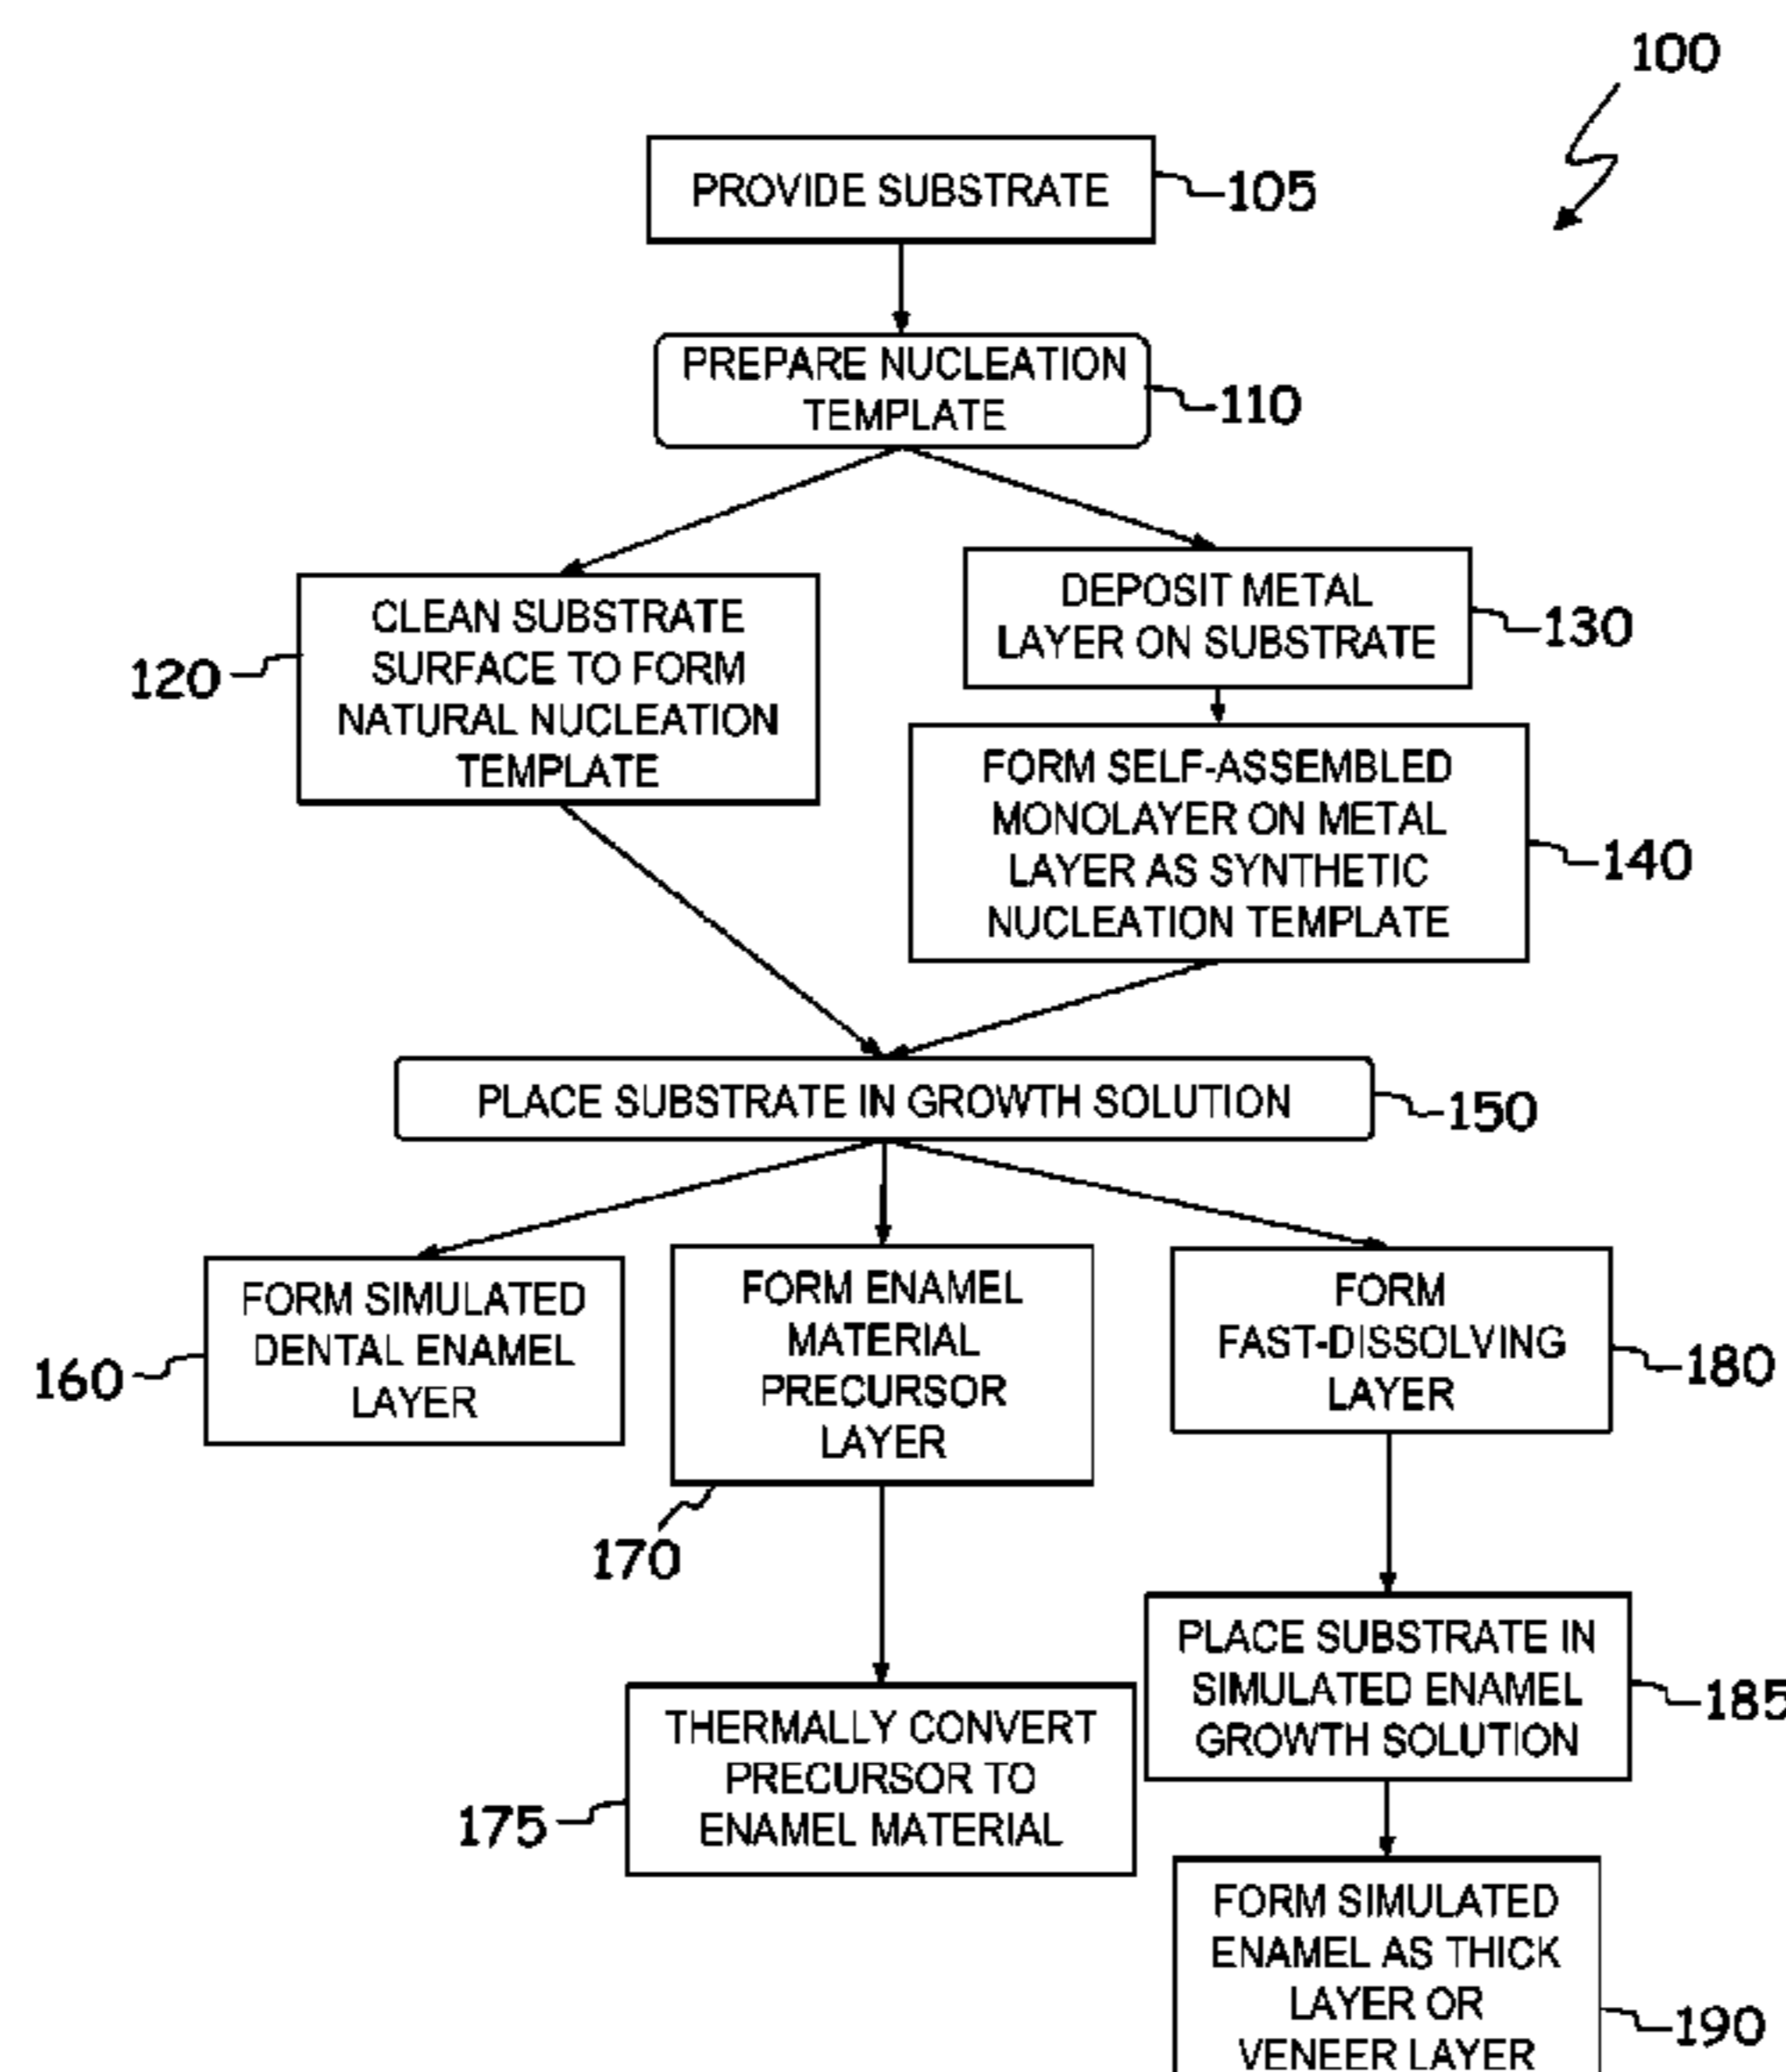 100
PROVIDE SUBSTRATE
105
PREPARE NUCLEATION
TEMPLATE
110
CLEAN SUBSTRATE
SURFACE TO FORM
NATURAL NUCLEATION
TEMPLATE
120
DEPOSIT METAL
LAYER ON SUBSTRATE
130
FORM SELF-ASSEMBLED
MONOLAYER ON METAL
LAYER AS SYNTHETIC
NUCLEATION TEMPLATE
140
PLACE SUBSTRATE IN GROWTH SOLUTION
150
FORM SIMULATED
DENTAL ENAMEL
LAYER
160
FORM ENAMEL
MATERIAL
PRECURSOR
LAYER
170
FORM
FAST-DISSOLVING
LAYER
180
THERMALLY CONVERT
PRECURSOR TO
ENAMEL MATERIAL
175
PLACE SUBSTRATE IN
SIMULATED ENAMEL
GROWTH SOLUTION
185
FORM SIMULATED
ENAMEL AS THICK
LAYER OR
VENEER LAYER
190